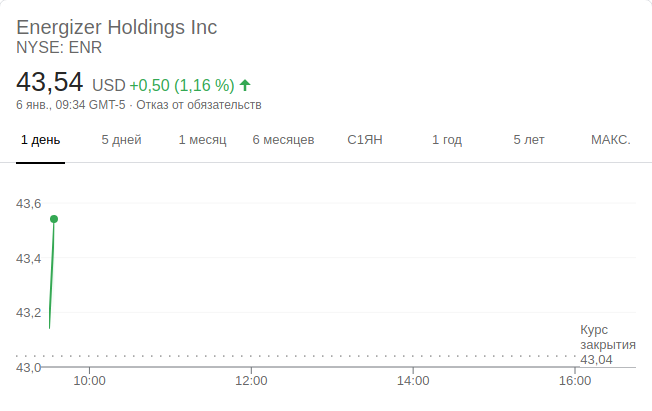 Energizer Holdings Inc
NYSE: ENR
43,54 USD +0,50 (1,16 %)
6 янв., 09:34 GMT-5 · Отказ от обязательств
1 день 5 дней 1 месяц 6 месяцев С1ЯН 1 год 5 лет МАКС.
43,6
43,4
43,2
43,0
Курс
закрытия
43,04
10:00 12:00 14:00 16:00